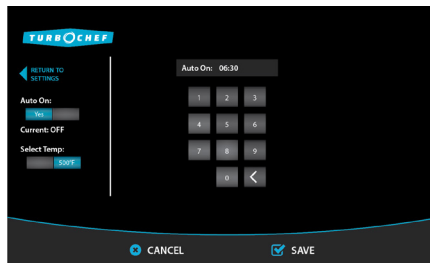 TURBOCHEF
RETURN TO
SETTINGS
Auto On: 06:30
Auto On:
Yes
Current: OFF
Select Temp:
500°F
1 2 3
4 5 6
7 8 9
0
CANCEL
SAVE